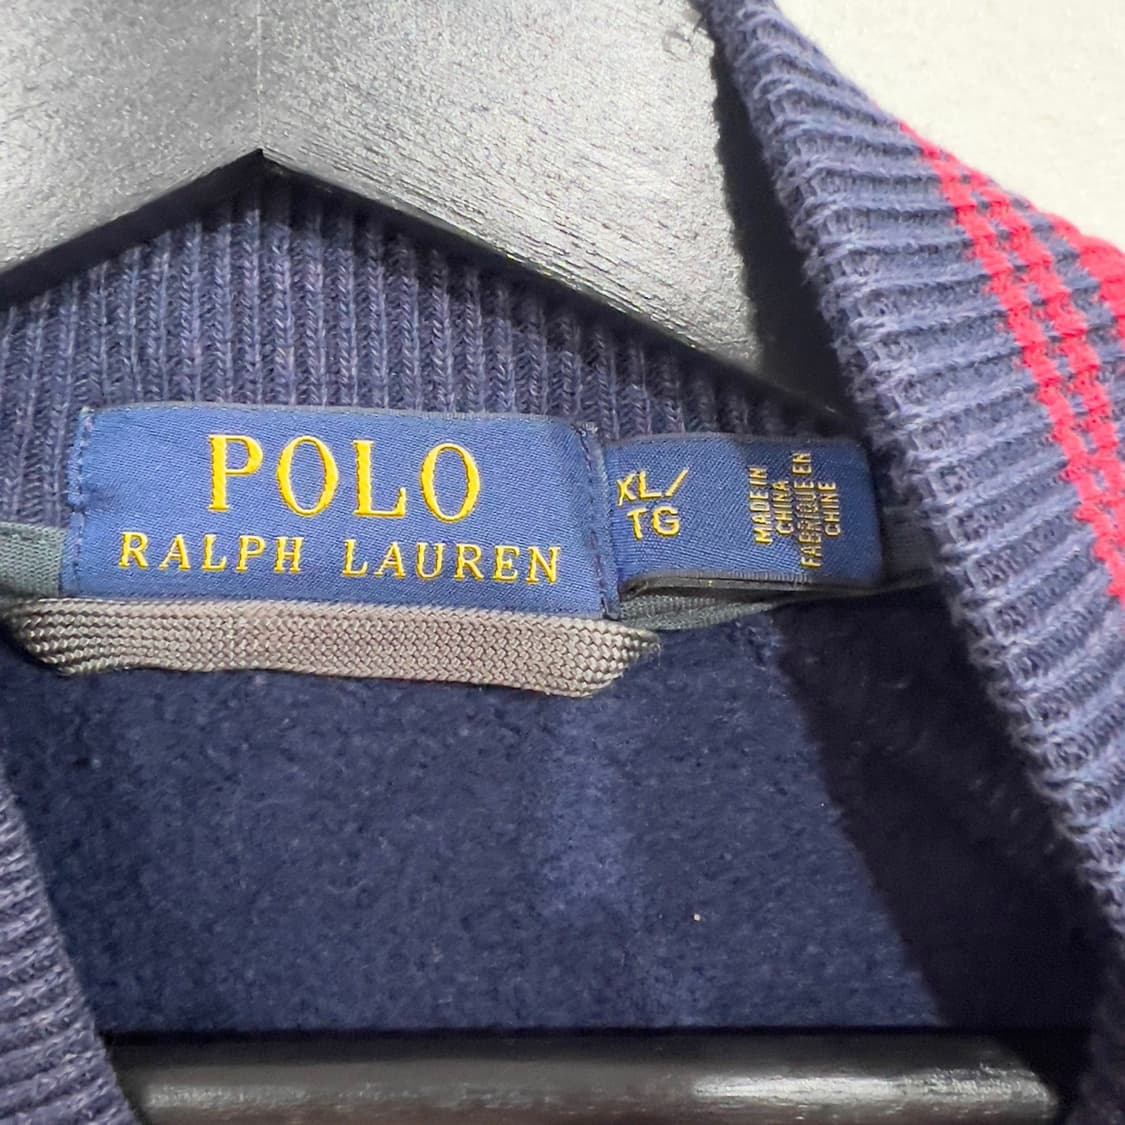 POLO
RALPH LAUREN
XL/
TG
MADE IN
CHINA
FABRIQUE EN
CHINE